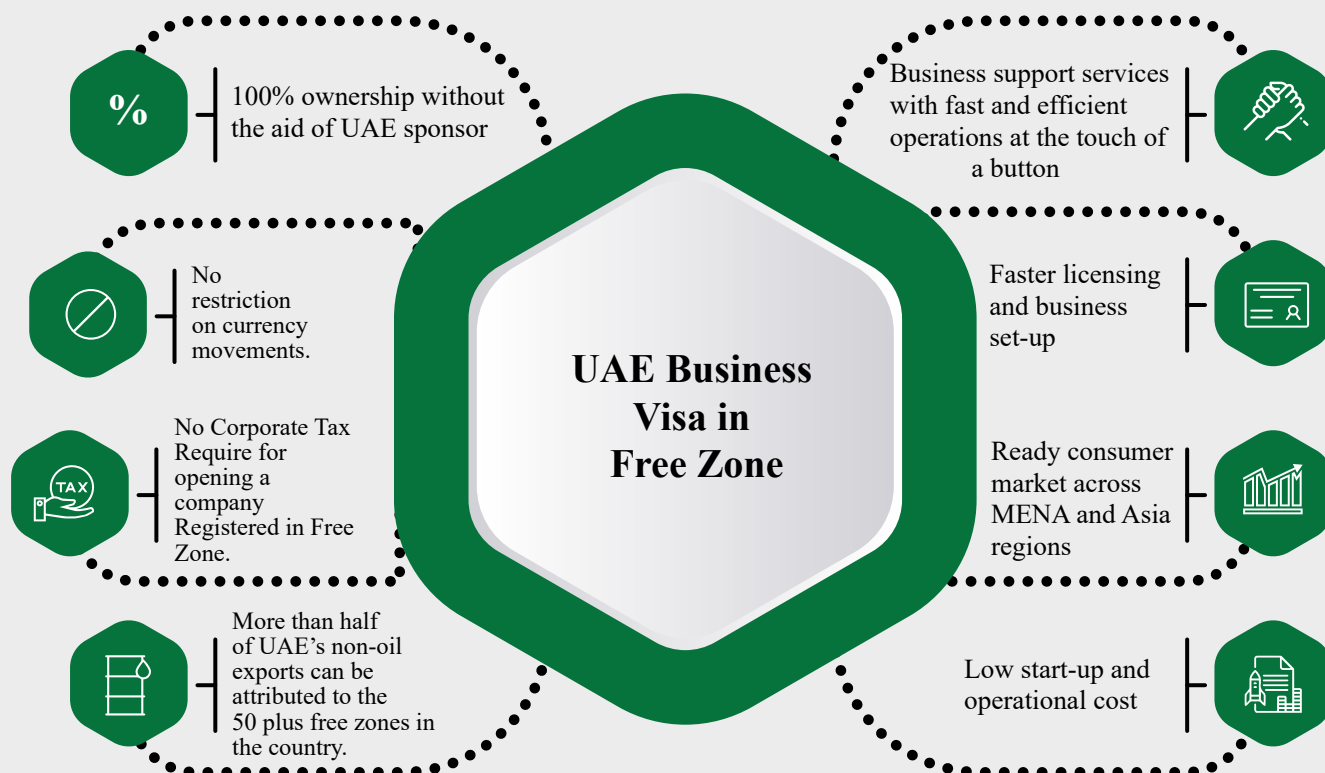 %
100% ownership without
the aid of UAE sponsor
No
restriction
on currency
movements.
TAX
No Corporate Tax
Require for
opening a
company
Registered in Free
Zone.
More than half
of UAE’s non-oil
exports can be
attributed to the
50 plus free zones in
the country.
UAE Business
Visa in
Free Zone
Business support services
with fast and efficient
operations at the touch of
a button
Faster licensing
and business
set-up
Ready consumer
market across
MENA and Asia
regions
Low start-up and
operational cost